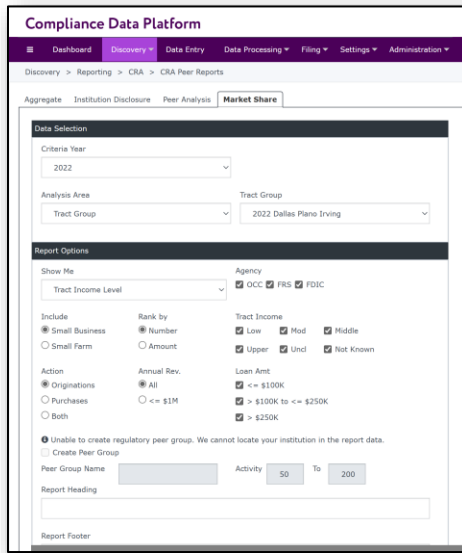 Compliance Data Platform
Dashboard Discovery Data Entry Data Processing Filing Settings Administration
Discovery > Reporting > CRA > CRA Peer Reports
Aggregate Institution Disclosure Peer Analysis Market Share
Data Selection
Criteria Year
2022
Analysis Area Tract Group
Tract Group 2022 Dallas Plano Irving
Report Options
Show Me Agency
Tract Income Level OCC FRS FDIC
Include Rank by Tract Income
Small Business Number Low Mod Middle
Small Farm Amount Upper Uncl Not Known
Action Annual Rev. Loan Amt
Originations All <= $100K
Purchases <= $1M > $100K to <= $250K
Both > $250K
Unable to create regulatory peer group. We cannot locate your institution in the report data.
Create Peer Group
Peer Group Name Activity 50 To 200
Report Heading
Report Footer